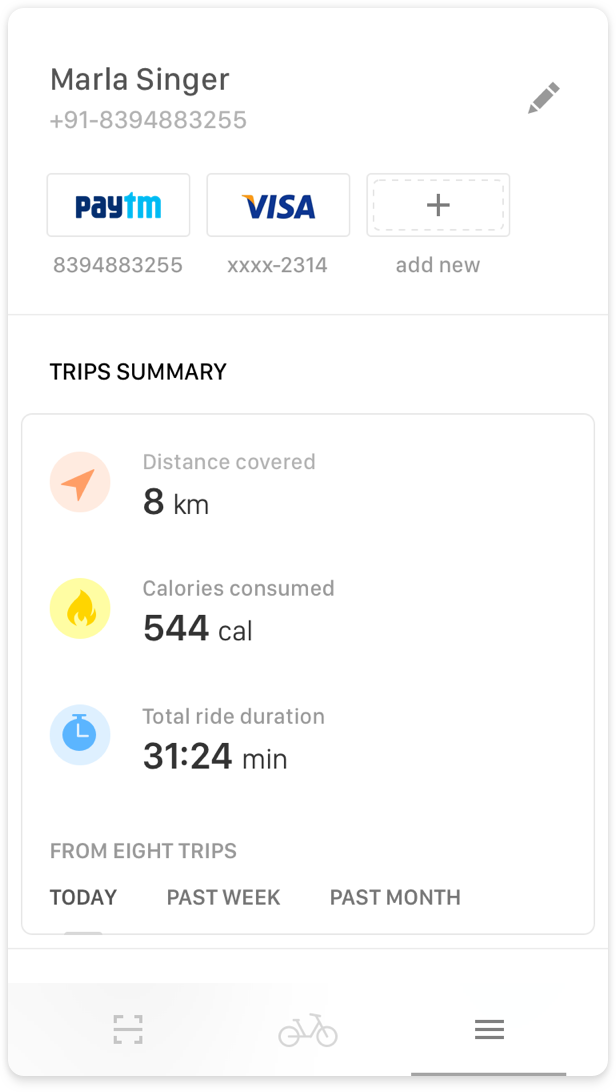 Marla Singer
+91-8394883255
paytm VISA +
8394883255 xxxx-2314 add new
TRIPS SUMMARY
Distance covered
8 km
Calories consumed
544 cal
Total ride duration
31:24 min
FROM EIGHT TRIPS
TODAY PAST WEEK PAST MONTH